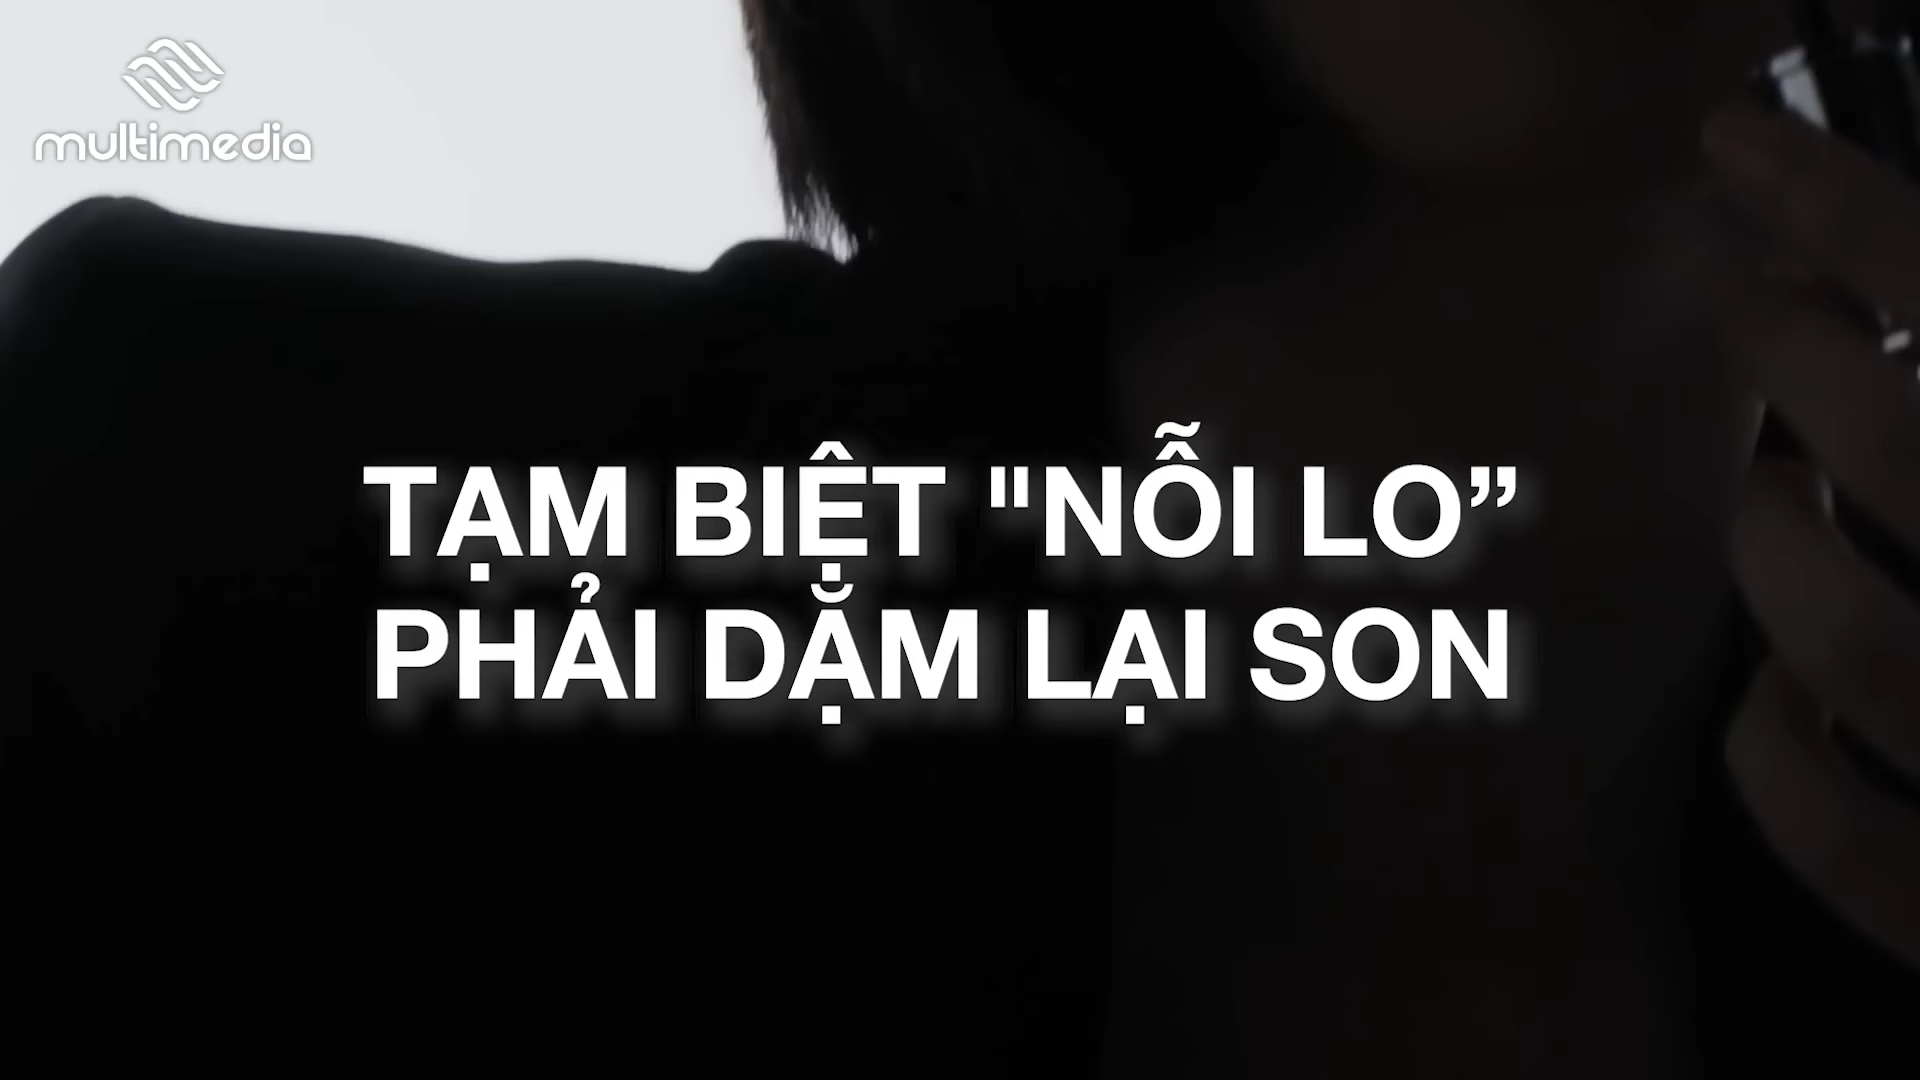 multimedia
TẠM BIỆT "NỖI LO”
PHẢI DẶM LẠI SON